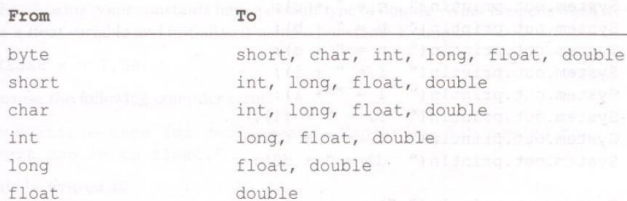 From To
byte short, char, int, long, float, double
short int, long, float, double
char int, long, float, double
int long, float, double
long float, double
float double